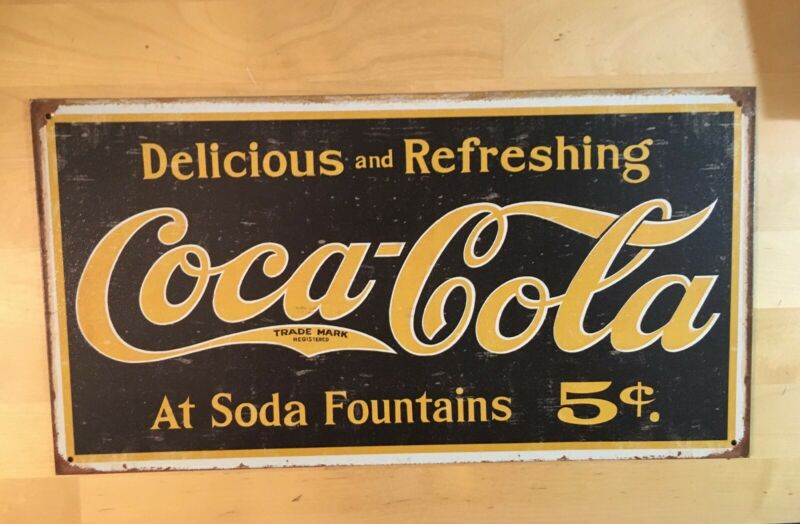 Delicious and Refreshing
Coca-Cola
TRADE MARK
REGISTERED
At Soda Fountains 5¢.